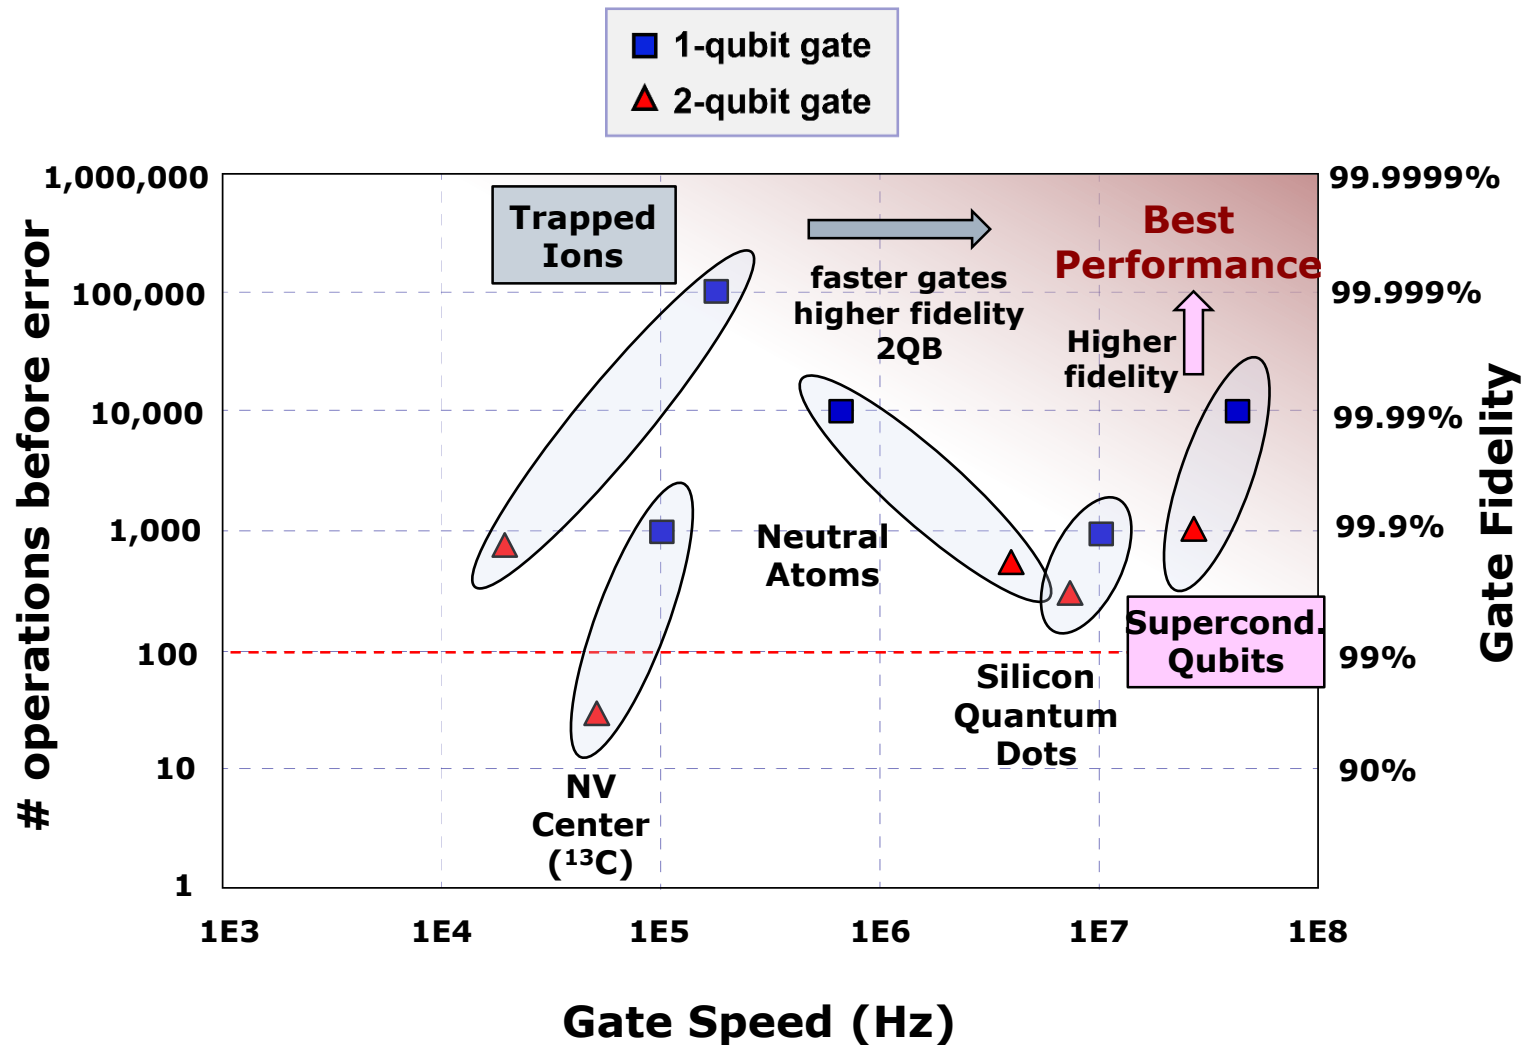 1-qubit gate
2-qubit gate
1,000,000
100,000
10,000
1,000
100
10
1
# operations before error
99.9999%
99.999%
99.99%
99.9%
99%
90%
Gate Fidelity
Trapped
Ions
faster gates
higher fidelity
2QB
Best
Performance
Higher
fidelity
Neutral
Atoms
Supercond.
Qubits
Silicon
Quantum
Dots
NV
Center
(¹³C)
1E3
1E4
1E5
1E6
1E7
1E8
Gate Speed (Hz)